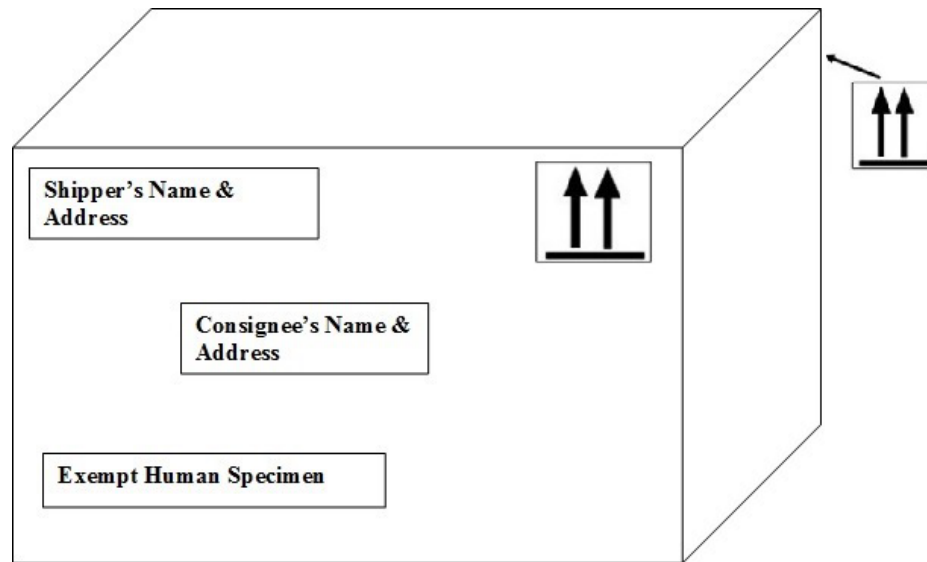 Shipper’s Name &
Address
Consignee’s Name &
Address
Exempt Human Specimen